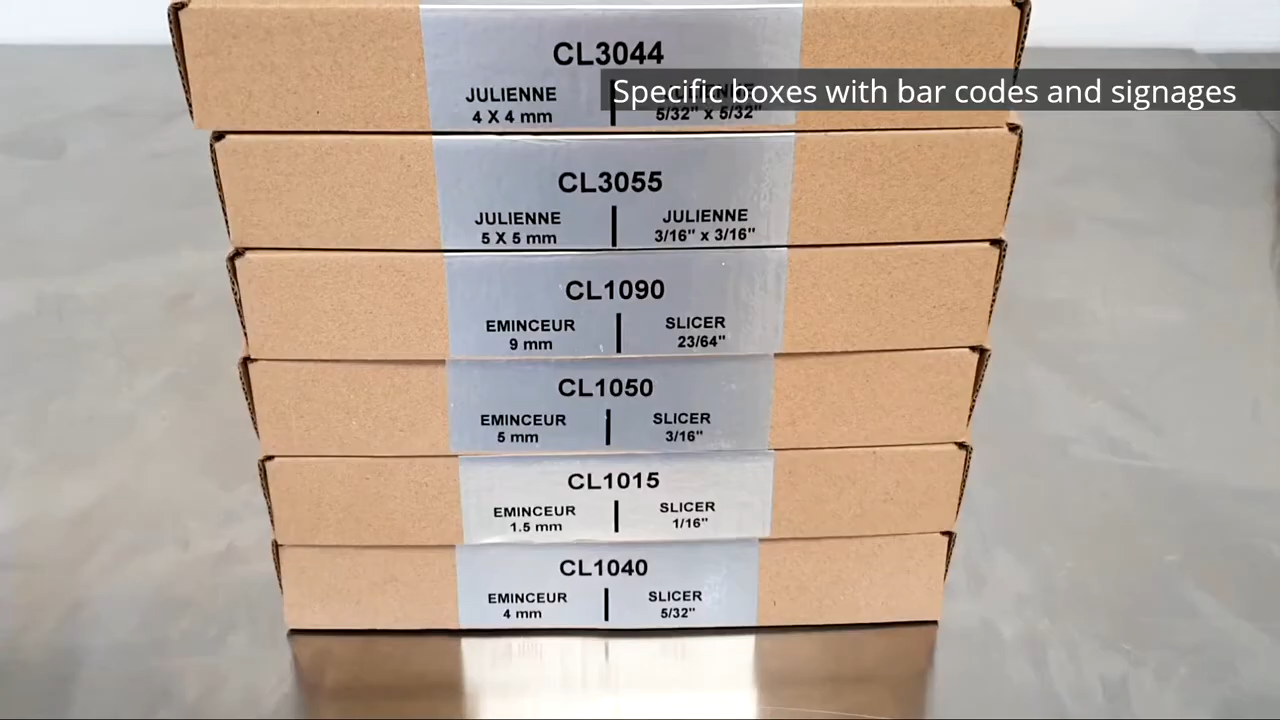 CL3044
Specific boxes with bar codes and signages
JULIENNE
4 X 4 mm
5/32" x 5/32"
CL3055
JULIENNE
5 X 5 mm
JULIENNE
3/16" x 3/16"
CL1090
EMINCEUR
9 mm
SLICER
23/64"
CL1050
EMINCEUR
5 mm
SLICER
3/16"
CL1015
EMINCEUR
1.5 mm
SLICER
1/16"
CL1040
EMINCEUR
4 mm
SLICER
5/32"